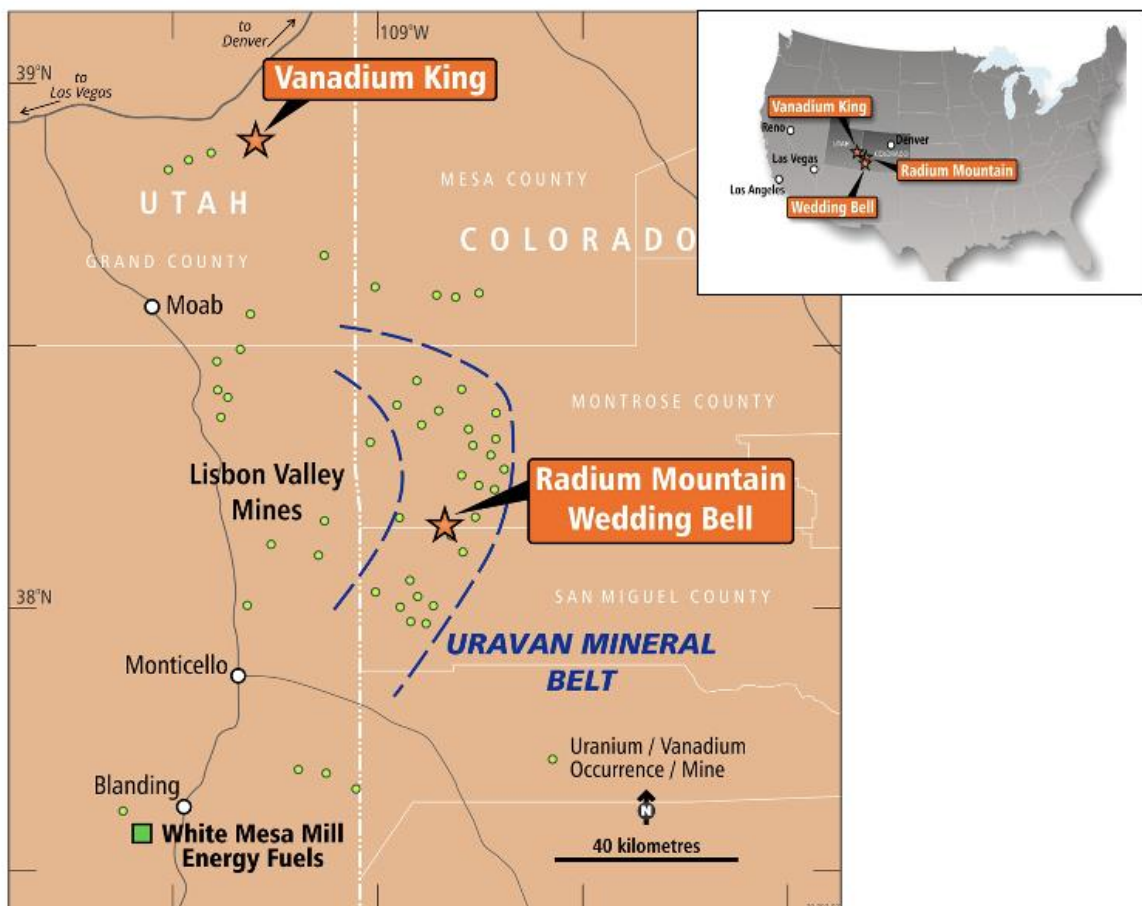 to
Denver
109°W
39°N
to
Las Vegas
Vanadium King
MESA COUNTY
UTAH
COLORADO
GRAND COUNTY
Moab
MONTROSE COUNTY
Lisbon Valley
Mines
Radium Mountain
Wedding Bell
38°N
SAN MIGUEL COUNTY
URAVAN MINERAL
BELT
Monticello
Uranium / Vanadium
Occurrence / Mine
Blanding
N
White Mesa Mill
Energy Fuels
40 kilometres
Vanadium King
Reno
Denver
UTAH
COLORADO
Las Vegas
Radium Mountain
Los Angeles
Wedding Bell